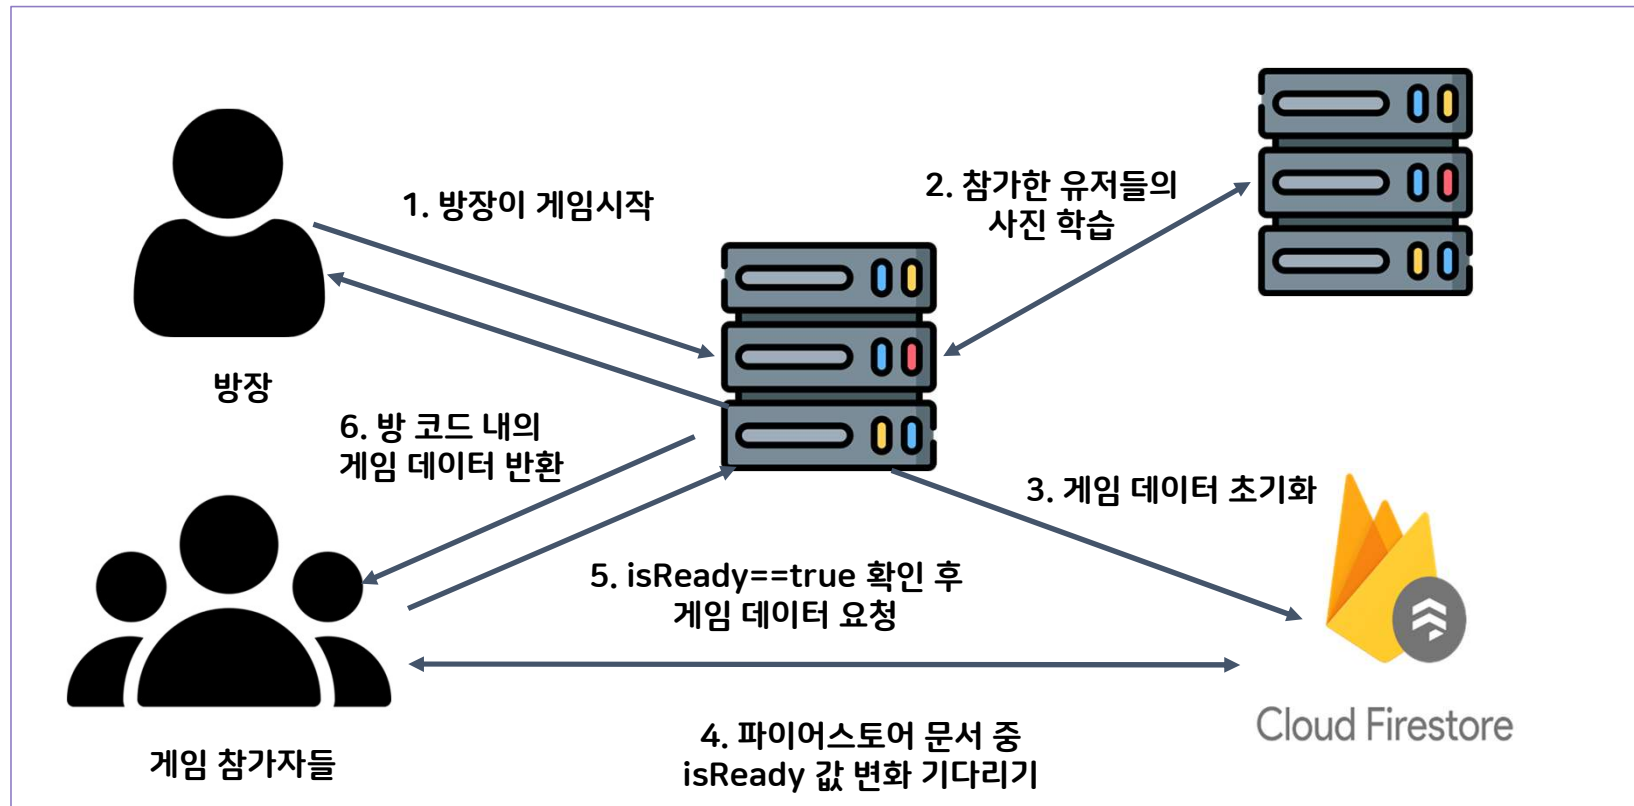 1. 방장이 게임시작
2. 참가한 유저들의
사진 학습
방장
6. 방 코드 내의
게임 데이터 반환
3. 게임 데이터 초기화
5. isReady==true 확인 후
게임 데이터 요청
Cloud Firestore
게임 참가자들
4. 파이어스토어 문서 중
isReady 값 변화 기다리기